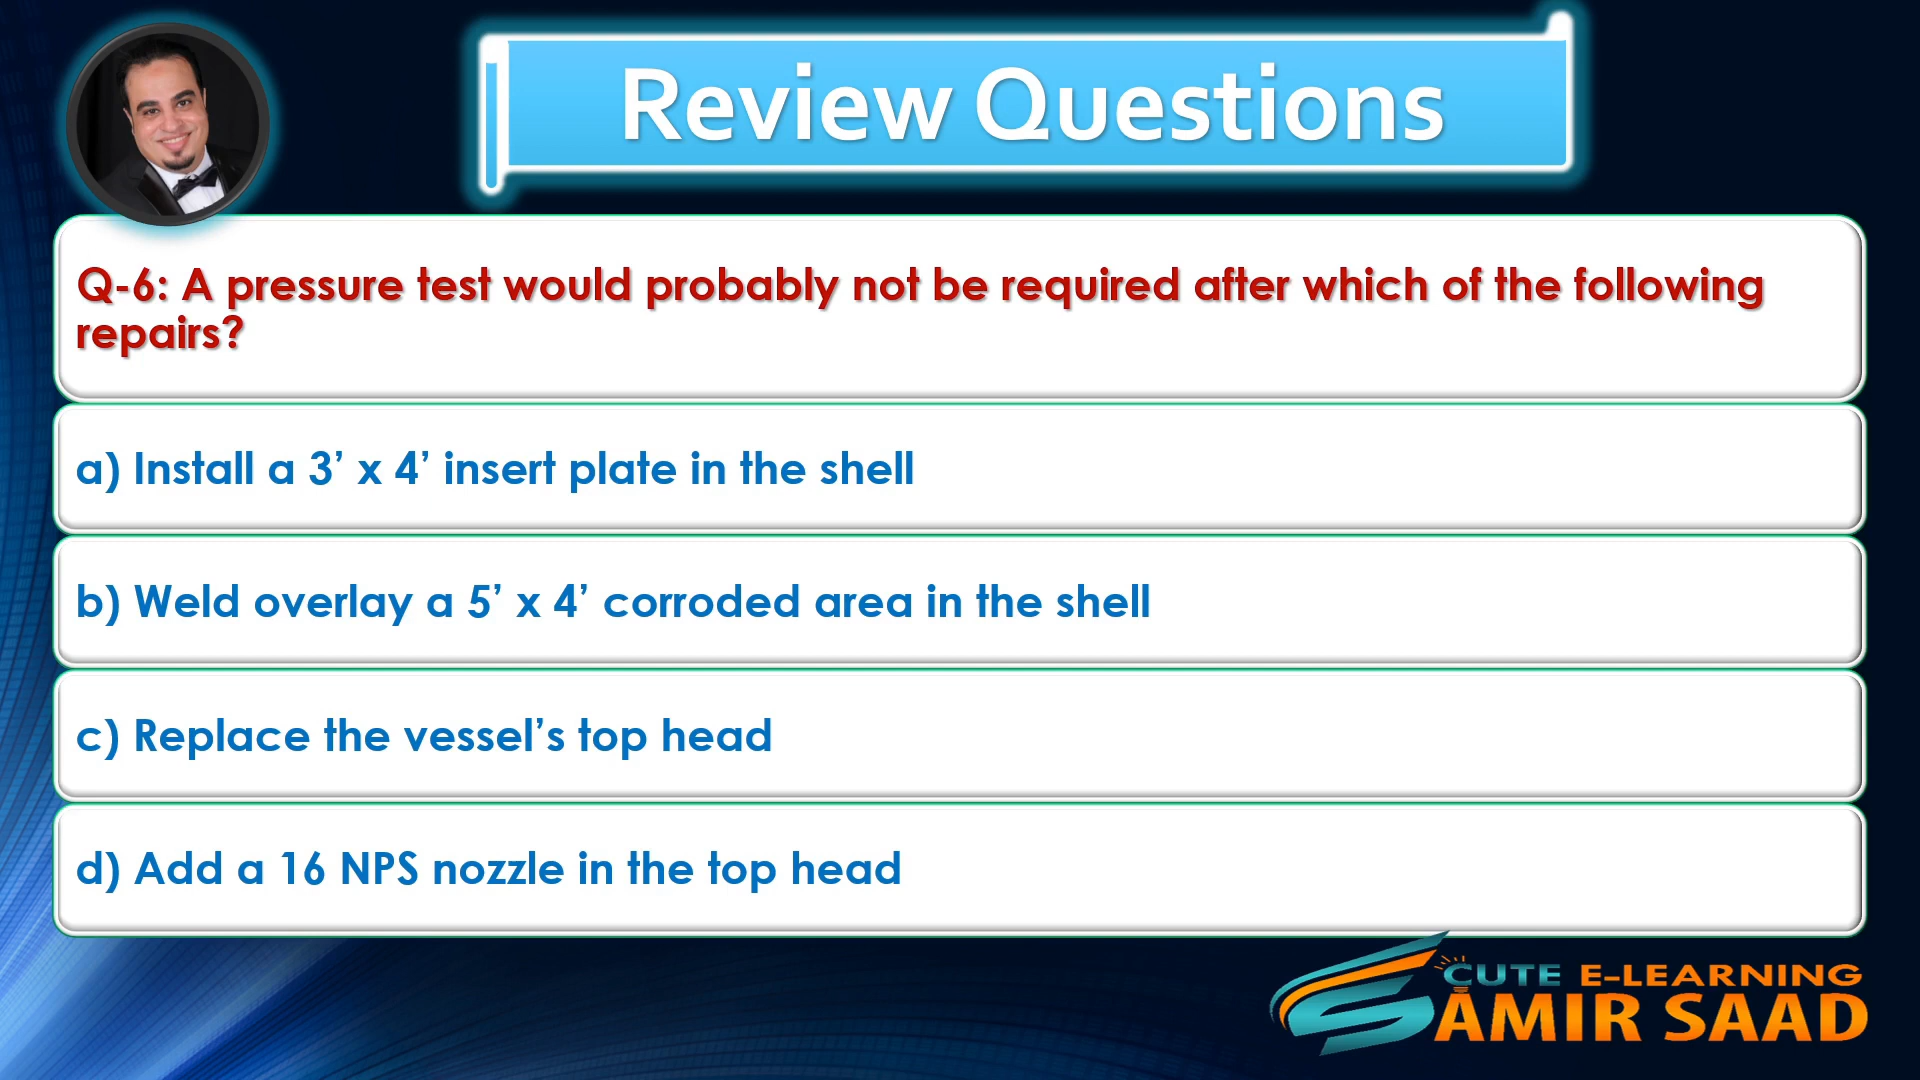 Review Questions
Q-6: A pressure test would probably not be required after which of the following
repairs?
a) Install a 3’ x 4’ insert plate in the shell
b) Weld overlay a 5’ x 4’ corroded area in the shell
c) Replace the vessel’s top head
d) Add a 16 NPS nozzle in the top head
CUTE E-LEARNING
AMIR SAAD